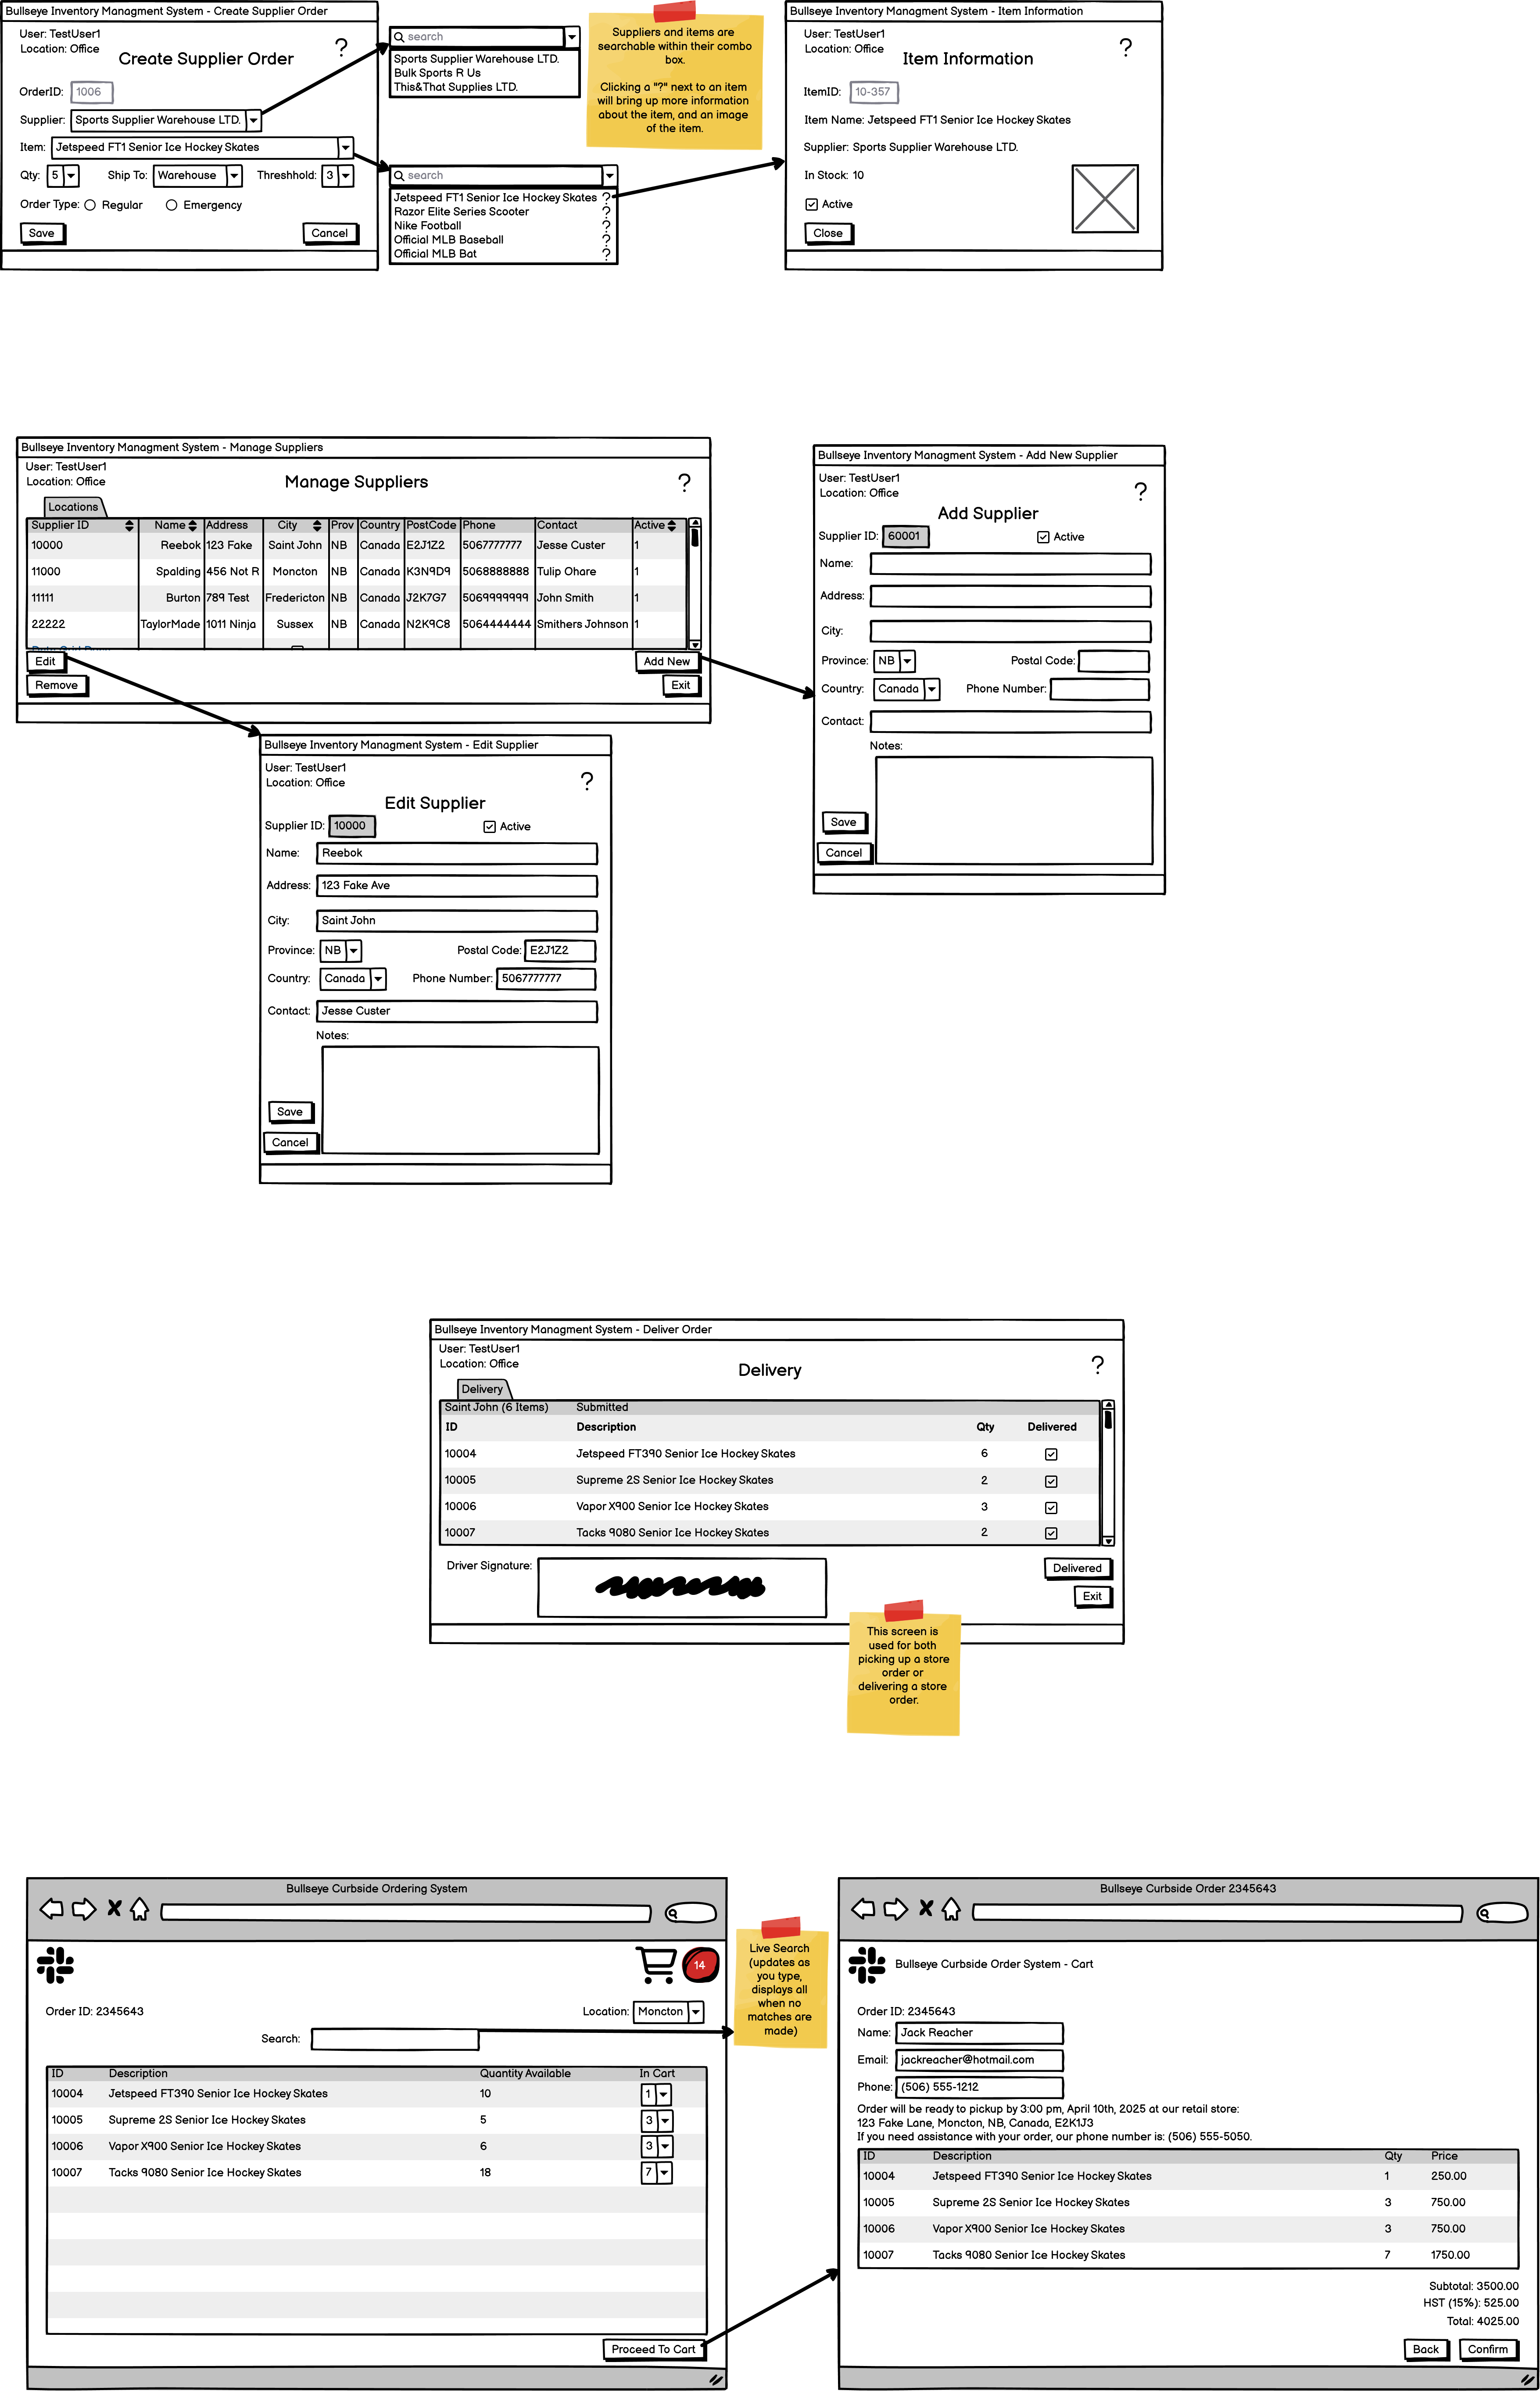 Bullseye Inventory Managment System - Create Supplier Order
User: TestUser1
Location: Office
Create Supplier Order
?
OrderID: 1006
Supplier: Sports Supplier Warehouse LTD.
Item: Jetspeed FT1 Senior Ice Hockey Skates
Qty: 5 Ship To: Warehouse Threshhold: 3
Order Type: Regular Emergency
Save Cancel
search
Sports Supplier Warehouse LTD.
Bulk Sports R Us
This&That Supplies LTD.
search
Jetspeed FT1 Senior Ice Hockey Skates ?
Razor Elite Series Scooter ?
Nike Football ?
Official MLB Baseball ?
Official MLB Bat ?
Suppliers and items are
searchable within their combo
box.
Clicking a "?" next to an item
will bring up more information
about the item, and an image
of the item.
Bullseye Inventory Managment System - Item Information
User: TestUser1
Location: Office
Item Information
?
ItemID: 10-357
Item Name: Jetspeed FT1 Senior Ice Hockey Skates
Supplier: Sports Supplier Warehouse LTD.
In Stock: 10
Active
Close
Bullseye Inventory Managment System - Manage Suppliers
User: TestUser1
Location: Office
Manage Suppliers
?
Locations
Supplier ID Name Address City Prov Country PostCode Phone Contact Active
10000 Reebok 123 Fake Saint John NB Canada E2J1Z2 5067777777 Jesse Custer 1
11000 Spalding 456 Not R Moncton NB Canada K3N9D9 5068888888 Tulip Ohare 1
11111 Burton 789 Test Fredericton NB Canada J2K7G7 5069999999 John Smith 1
22222 TaylorMade 1011 Ninja Sussex NB Canada N2K9C8 5064444444 Smithers Johnson 1
Edit Add New
Remove Exit
Bullseye Inventory Managment System - Add New Supplier
User: TestUser1
Location: Office
?
Add Supplier
Supplier ID: 60001 Active
Name:
Address:
City:
Province: NB Postal Code:
Country: Canada Phone Number:
Contact:
Notes:
Save
Cancel
Bullseye Inventory Managment System - Edit Supplier
User: TestUser1
Location: Office
?
Edit Supplier
Supplier ID: 10000 Active
Name: Reebok
Address: 123 Fake Ave
City: Saint John
Province: NB Postal Code: E2J1Z2
Country: Canada Phone Number: 5067777777
Contact: Jesse Custer
Notes:
Save
Cancel
Bullseye Inventory Managment System - Deliver Order
User: TestUser1
Location: Office
Delivery
?
Delivery
Saint John (6 Items) Submitted
ID Description Qty Delivered
10004 Jetspeed FT390 Senior Ice Hockey Skates 6
10005 Supreme 2S Senior Ice Hockey Skates 2
10006 Vapor X900 Senior Ice Hockey Skates 3
10007 Tacks 9080 Senior Ice Hockey Skates 2
Driver Signature:
Delivered
Exit
This screen is
used for both
picking up a store
order or
delivering a store
order.
Bullseye Curbside Ordering System
14
Order ID: 2345643 Location: Moncton
Search:
ID Description Quantity Available In Cart
10004 Jetspeed FT390 Senior Ice Hockey Skates 10 1
10005 Supreme 2S Senior Ice Hockey Skates 5 3
10006 Vapor X900 Senior Ice Hockey Skates 6 3
10007 Tacks 9080 Senior Ice Hockey Skates 18 7
Proceed To Cart
Live Search
(updates as
you type,
displays all
when no
matches are
made)
Bullseye Curbside Order 2345643
Bullseye Curbside Order System - Cart
Order ID: 2345643
Name: Jack Reacher
Email: jackreacher@hotmail.com
Phone: (506) 555-1212
Order will be ready to pickup by 3:00 pm, April 10th, 2025 at our retail store:
123 Fake Lane, Moncton, NB, Canada, E2K1J3
If you need assistance with your order, our phone number is: (506) 555-5050.
ID Description Qty Price
10004 Jetspeed FT390 Senior Ice Hockey Skates 1 250.00
10005 Supreme 2S Senior Ice Hockey Skates 3 750.00
10006 Vapor X900 Senior Ice Hockey Skates 3 750.00
10007 Tacks 9080 Senior Ice Hockey Skates 7 1750.00
Subtotal: 3500.00
HST (15%): 525.00
Total: 4025.00
Back Confirm